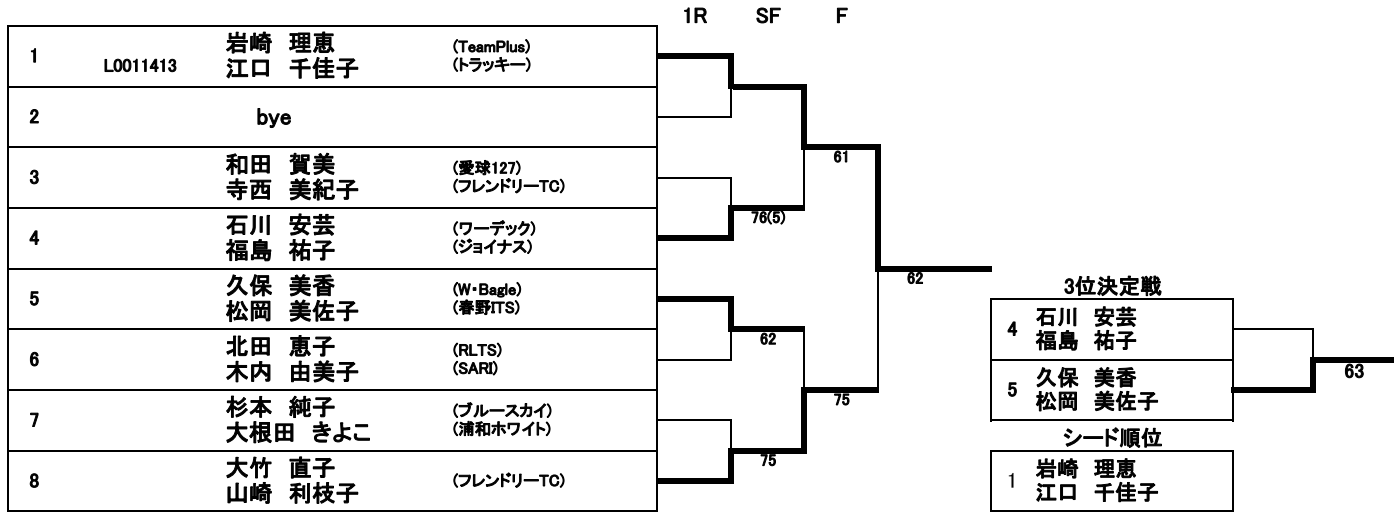 1R SF F
1 L0011413 岩崎 理恵 (TeamPlus)
江口 千佳子 (トラッキー)
2 bye
3 和田 賀美 (愛球127)
寺西 美紀子 (フレンドリーTC)
4 石川 安芸 (ワーデック)
福島 祐子 (ジョイナス)
5 久保 美香 (W・Bagle)
松岡 美佐子 (春野ITS)
6 北田 恵子 (RLTS)
木内 由美子 (SARI)
7 杉本 純子 (ブルースカイ)
大根田 きよこ (浦和ホワイト)
8 大竹 直子 (フレンドリーTC)
山崎 利枝子
76(5)
62
75
61
75
62
3位決定戦
4 石川 安芸
福島 祐子
5 久保 美香
松岡 美佐子
63
シード順位
1 岩崎 理恵
江口 千佳子